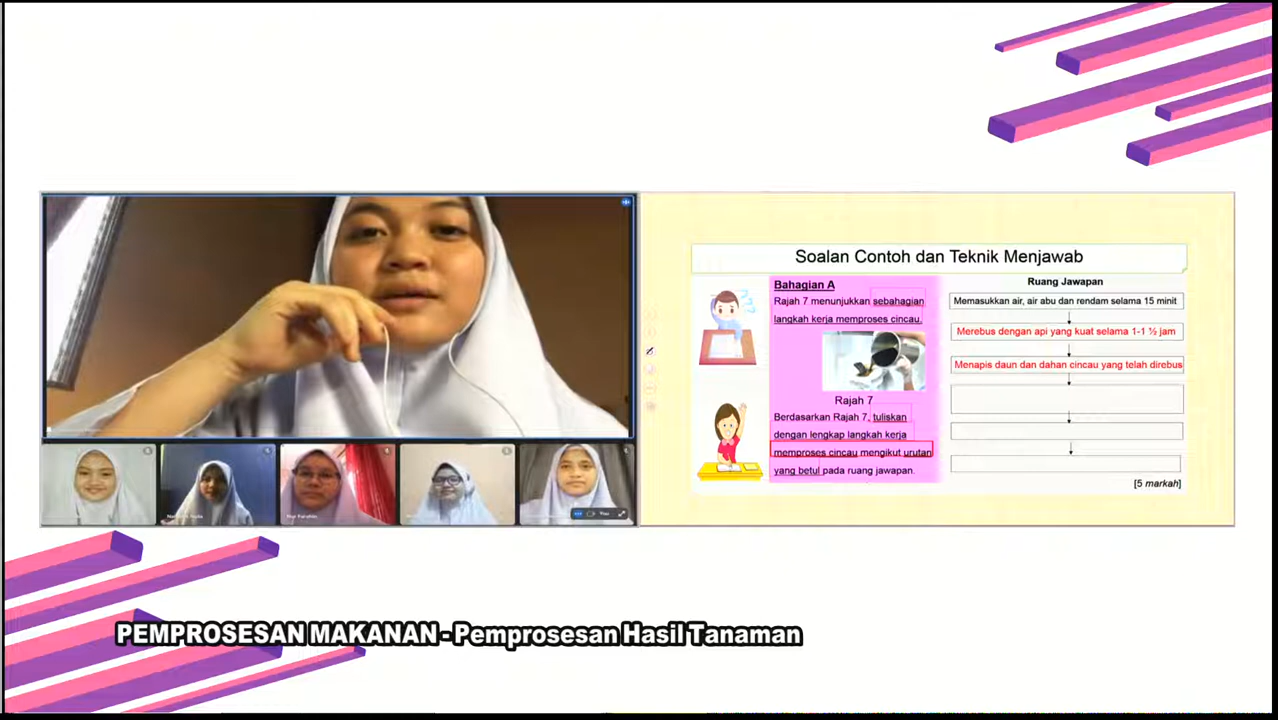 Soalan Contoh dan Teknik Menjawab
Bahagian A
Rajah 7 menunjukkan sebahagian
langkah kerja memproses cincau.
Rajah 7
Berdasarkan Rajah 7, tuliskan
dengan lengkap langkah kerja
memproses cincau mengikut urutan
yang betul pada ruang jawapan.
Ruang Jawapan
Memasukkan air, air abu dan rendam selama 15 minit
Merebus dengan api yang kuat selama 1-1 ½ jam
Menapis daun dan dahan cincau yang telah direbus
[5 markah]
PEMPROSESAN MAKANAN - Pemprosesan Hasil Tanaman